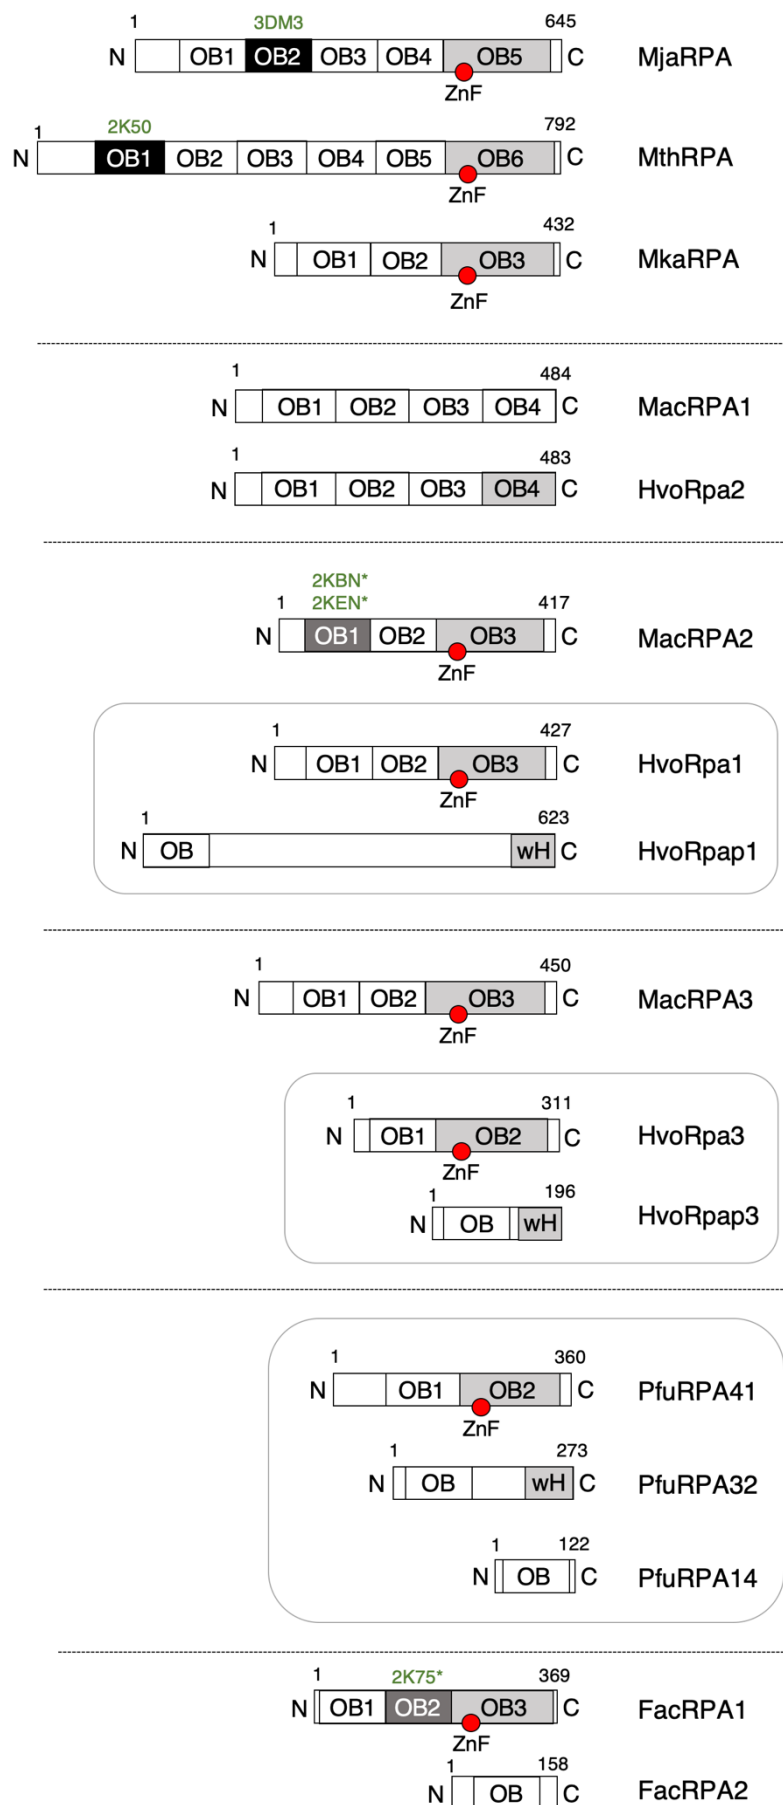 1 3DM3 645
N OB1 OB2 OB3 OB4 OB5 C MjaRPA
ZnF
1 2K50 792
N OB1 OB2 OB3 OB4 OB5 OB6 C MthRPA
ZnF
1 432
N OB1 OB2 OB3 C MkaRPA
ZnF
1 484
N OB1 OB2 OB3 OB4 C MacRPA1
1 483
N OB1 OB2 OB3 OB4 C HvoRpa2
2KBN*
1 2KEN* 417
N OB1 OB2 OB3 C MacRPA2
ZnF
1 427
N OB1 OB2 OB3 C HvoRpa1
ZnF
1 623
N OB wH C HvoRpap1
1 450
N OB1 OB2 OB3 C MacRPA3
ZnF
1 311
N OB1 OB2 C HvoRpa3
ZnF
1 196
N OB wH HvoRpap3
1 360
N OB1 OB2 C PfuRPA41
ZnF
1 273
N OB wH C PfuRPA32
1 122
N OB C PfuRPA14
1 2K75* 369
N OB1 OB2 OB3 C FacRPA1
ZnF
1 158
N OB C FacRPA2